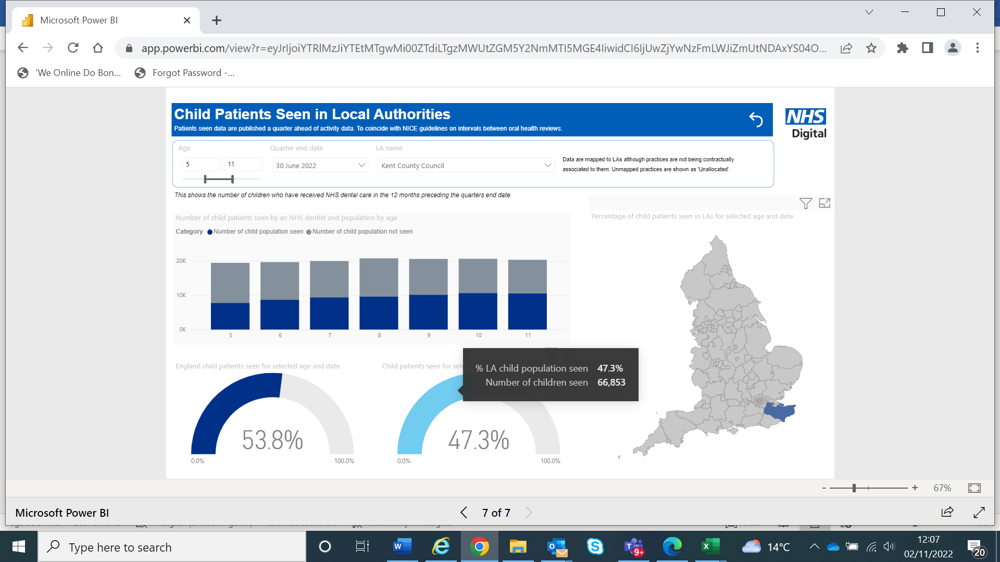 Microsoft Power BI
app.powerbi.com/view?r=eyJrIjoiYTRlMzJiYTEtMTgwMi00ZTdiLTgzMWUtZGM5Y2NmMTI5MGE4IiwidCI6IjUwZjYwNzFmLWJiZmUtNDAxYS04O...
'We Online Do Bon...
Forgot Password -...
Child Patients Seen in Local Authorities
Patients seen data are published a quarter ahead of activity data. To coincide with NICE guidelines on intervals between oral health reviews.
NHS
Digital
Age
Quarter end date
LA name
5
11
30 June 2022
Kent County Council
Data are mapped to LAs although practices are not being contractually
associated to them. Unmapped practices are shown as 'Unallocated'.
This shows the number of children who have received NHS dental care in the 12 months preceding the quarters end date.
Number of child patients seen by an NHS dentist and population by age
Percentage of child patients seen in LAs for selected age and date
Category
Number of child population seen
Number of child population not seen
20K
10K
0K
5
6
7
8
9
10
11
England child patients seen for selected age and date
Child patients seen for sele
% LA child population seen 47.3%
Number of children seen 66,853
53.8%
0.0%
100.0%
47.3%
0.0%
100.0%
- + 67%
Microsoft Power BI
7 of 7
Type here to search
9+
14°C
12:07
02/11/2022
20